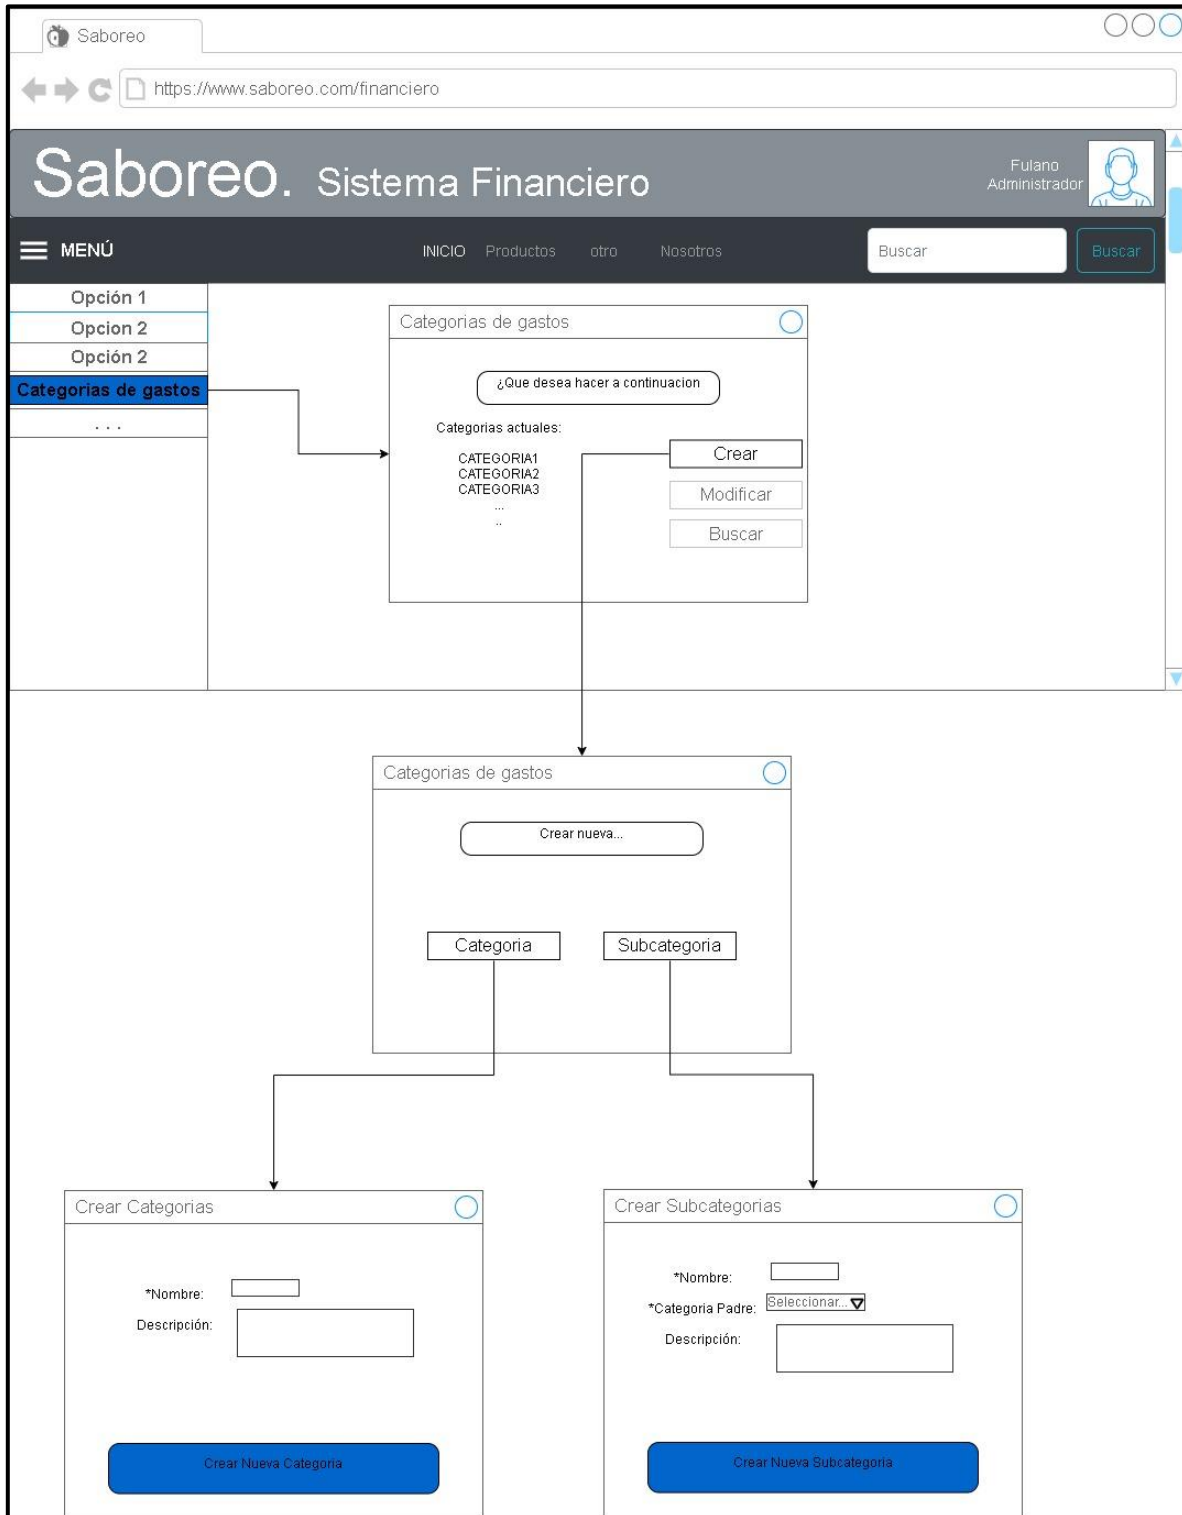 Saboreo
https://www.saboreo.com/financiero
Saboreo. Sistema Financiero
Fulano
Administrador
MENÚ
INICIO Productos otro Nosotros
Buscar
Buscar
Opción 1
Opcion 2
Opción 2
Categorias de gastos
. . .
Categorias de gastos
¿Que desea hacer a continuacion
Categorias actuales:
CATEGORIA1
CATEGORIA2
CATEGORIA3
...
..
Crear
Modificar
Buscar
Categorias de gastos
Crear nueva...
Categoria
Subcategoria
Crear Categorias
*Nombre:
Descripción:
Crear Nueva Categoria
Crear Subcategorias
*Nombre:
*Categoria Padre: Seleccionar...
Descripción:
Crear Nueva Subcategoria